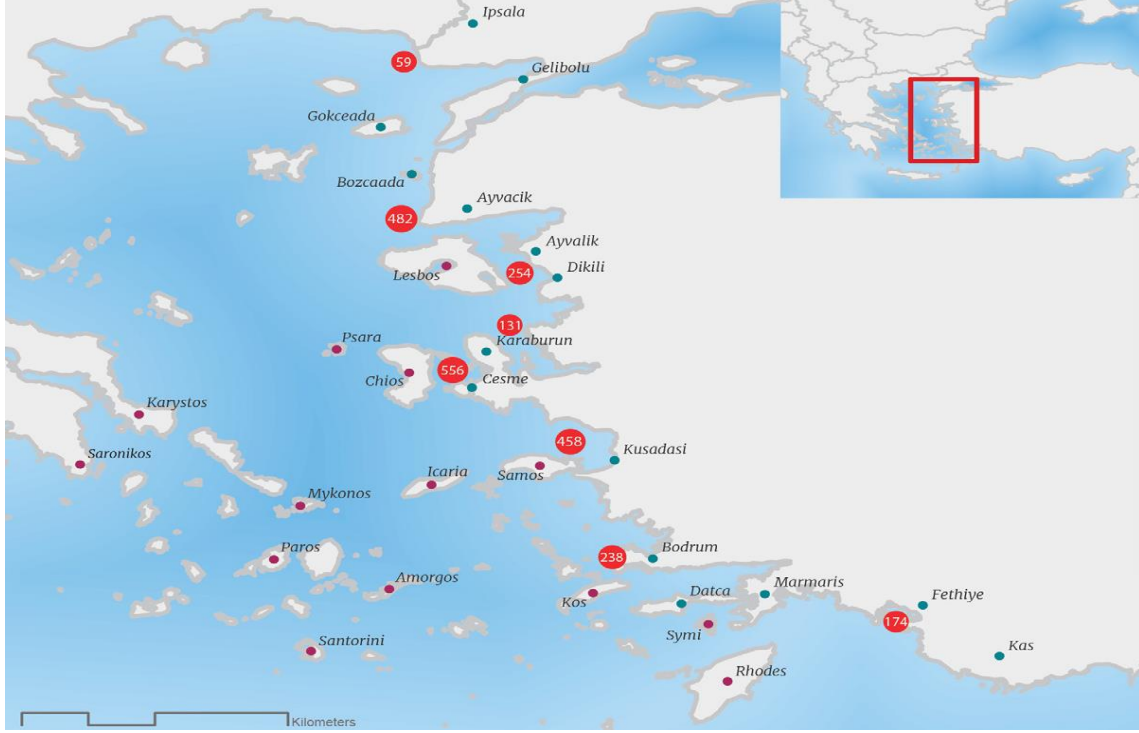 Ipsala
59
Gelibolu
Gokceada
Bozcaada
Ayvacik
482
Ayvalik
Lesbos
254
Dikili
131
Psara
Karaburun
556
Chios
Cesme
Karystos
458
Kusadasi
Saronikos
Icaria
Samos
Mykonos
Paros
238
Bodrum
Amorgos
Kos
Datca
Marmaris
Fethiye
174
Symi
Santorini
Kas
Rhodes
Kilometers